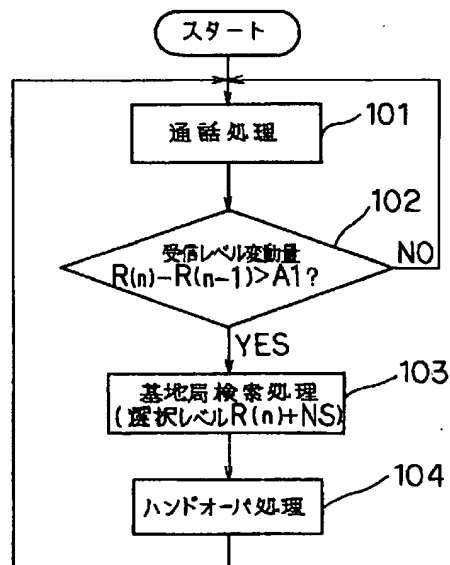 スタート
通話処理
101
102
受信レベル変動量
R(n)-R(n-1)>A1?
NO
YES
103
基地局検索処理
(選択レベルR(n)+NS)
104
ハンドオーバ処理